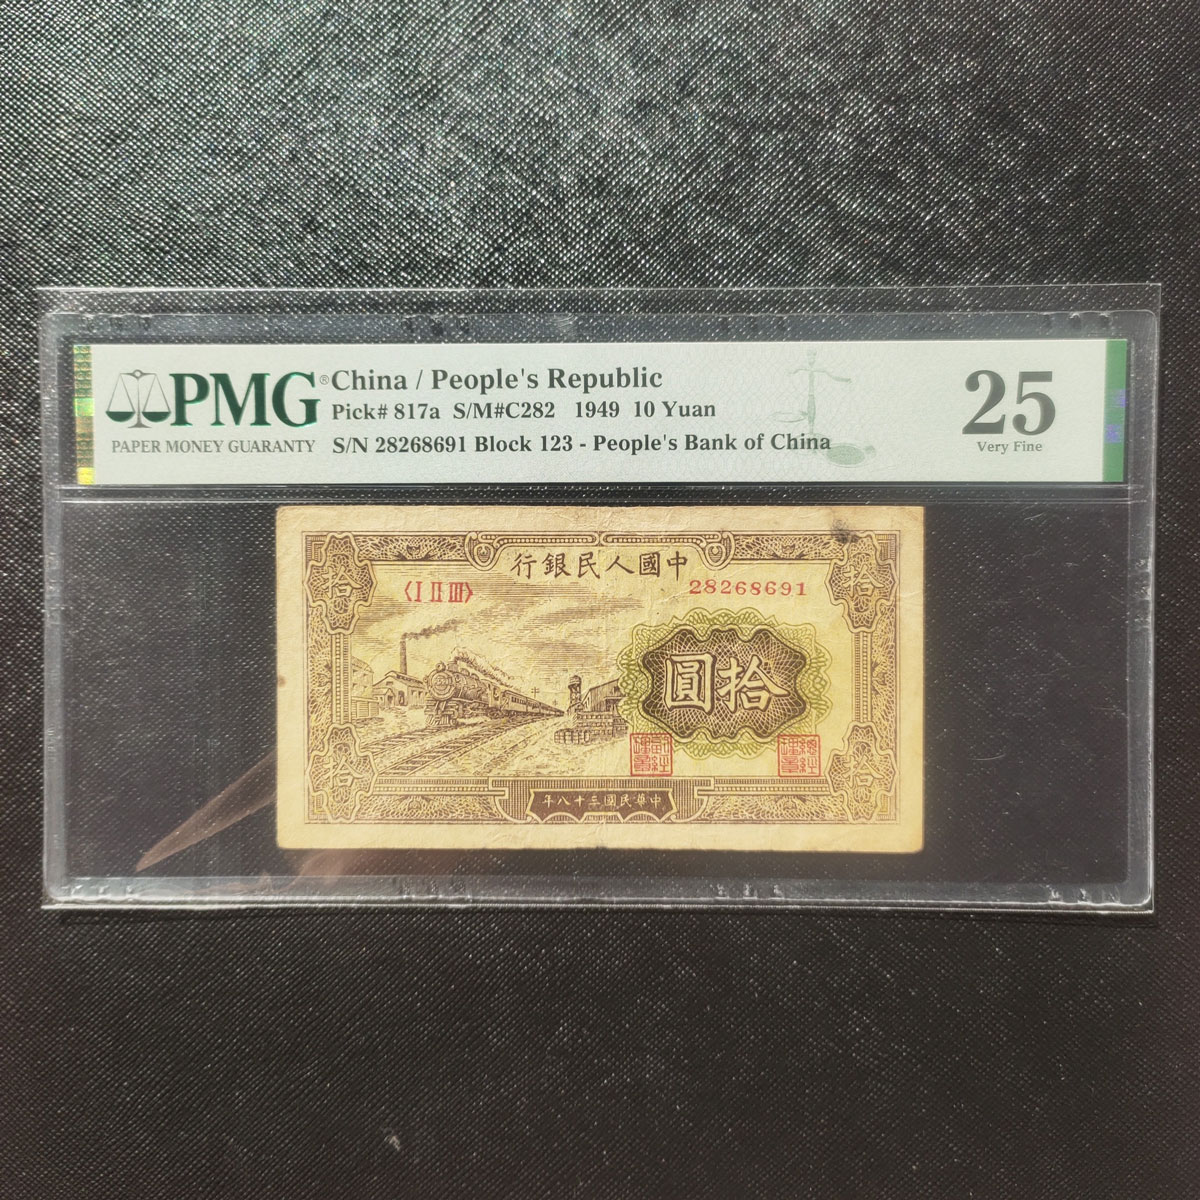 PMG®
PAPER MONEY GUARANTY
China / People's Republic
Pick# 817a S/M#C282 1949 10 Yuan
S/N 28268691 Block 123 - People's Bank of China
25
Very Fine
行銀民人國中
〈I II III〉
28268691
拾
拾
圓拾
拾
拾
年八十三國民華中